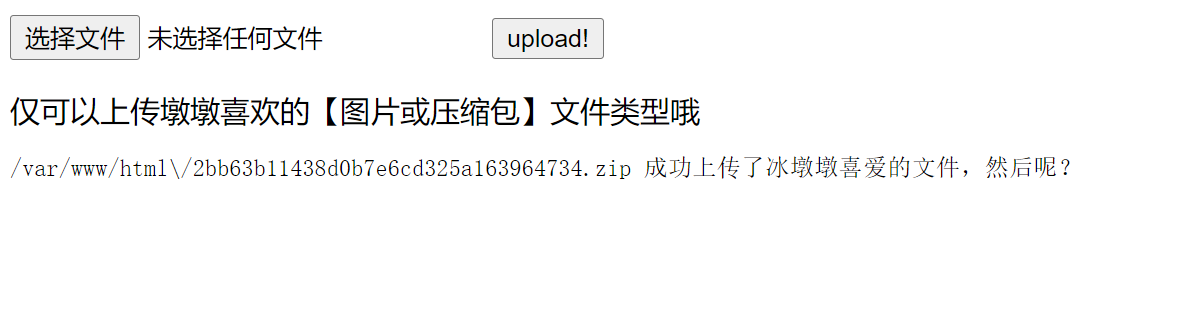 选择文件 未选择任何文件 upload!
仅可以上传墩墩喜欢的【图片或压缩包】文件类型哦
/var/www/html\/2bb63b11438d0b7e6cd325a163964734.zip 成功上传了冰墩墩喜爱的文件，然后呢?